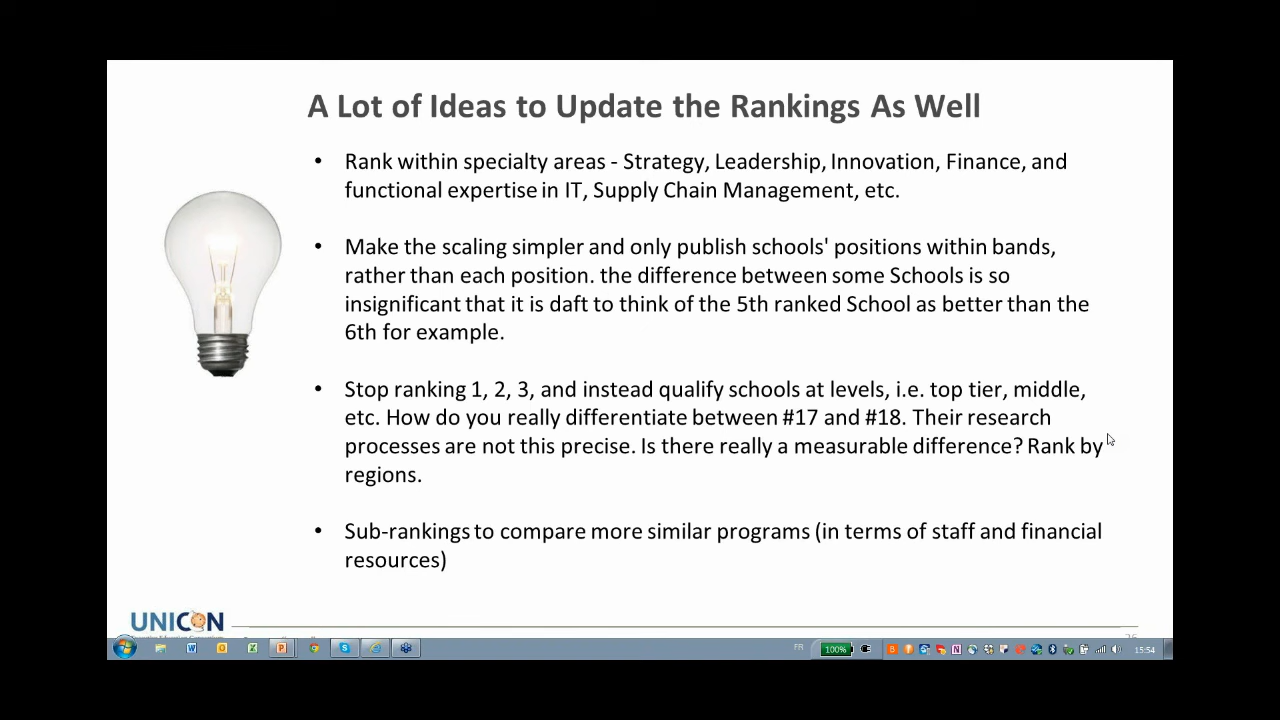 A Lot of Ideas to Update the Rankings As Well
• Rank within specialty areas - Strategy, Leadership, Innovation, Finance, and
functional expertise in IT, Supply Chain Management, etc.
• Make the scaling simpler and only publish schools' positions within bands,
rather than each position. the difference between some Schools is so
insignificant that it is daft to think of the 5th ranked School as better than the
6th for example.
• Stop ranking 1, 2, 3, and instead qualify schools at levels, i.e. top tier, middle,
etc. How do you really differentiate between #17 and #18. Their research
processes are not this precise. Is there really a measurable difference? Rank by
regions.
• Sub-rankings to compare more similar programs (in terms of staff and financial
resources)
UNICON
FR 100% 15:54